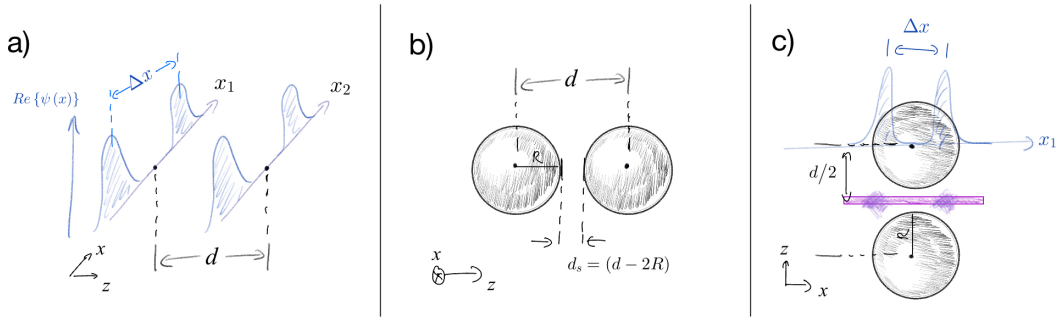 a)
Re{ψ(x)}
Δx
x₁
x₂
d
x
z
b)
d
R
dₛ = (d − 2R)
x
z
c)
Δx
x₁
d/2
R
z
x